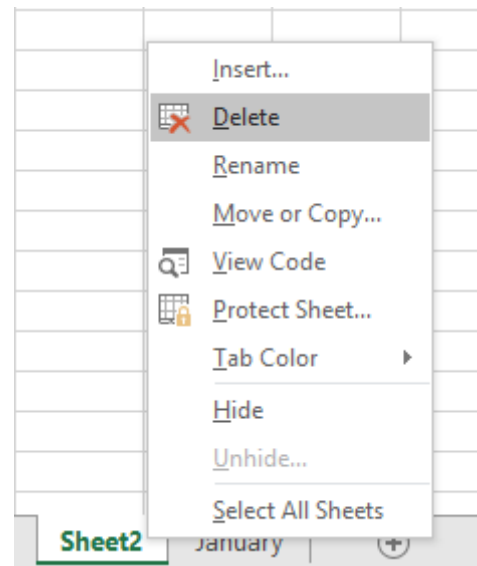 Insert...
Delete
Rename
Move or Copy...
View Code
Protect Sheet...
Tab Color
Hide
Unhide...
Select All Sheets
Sheet2 January